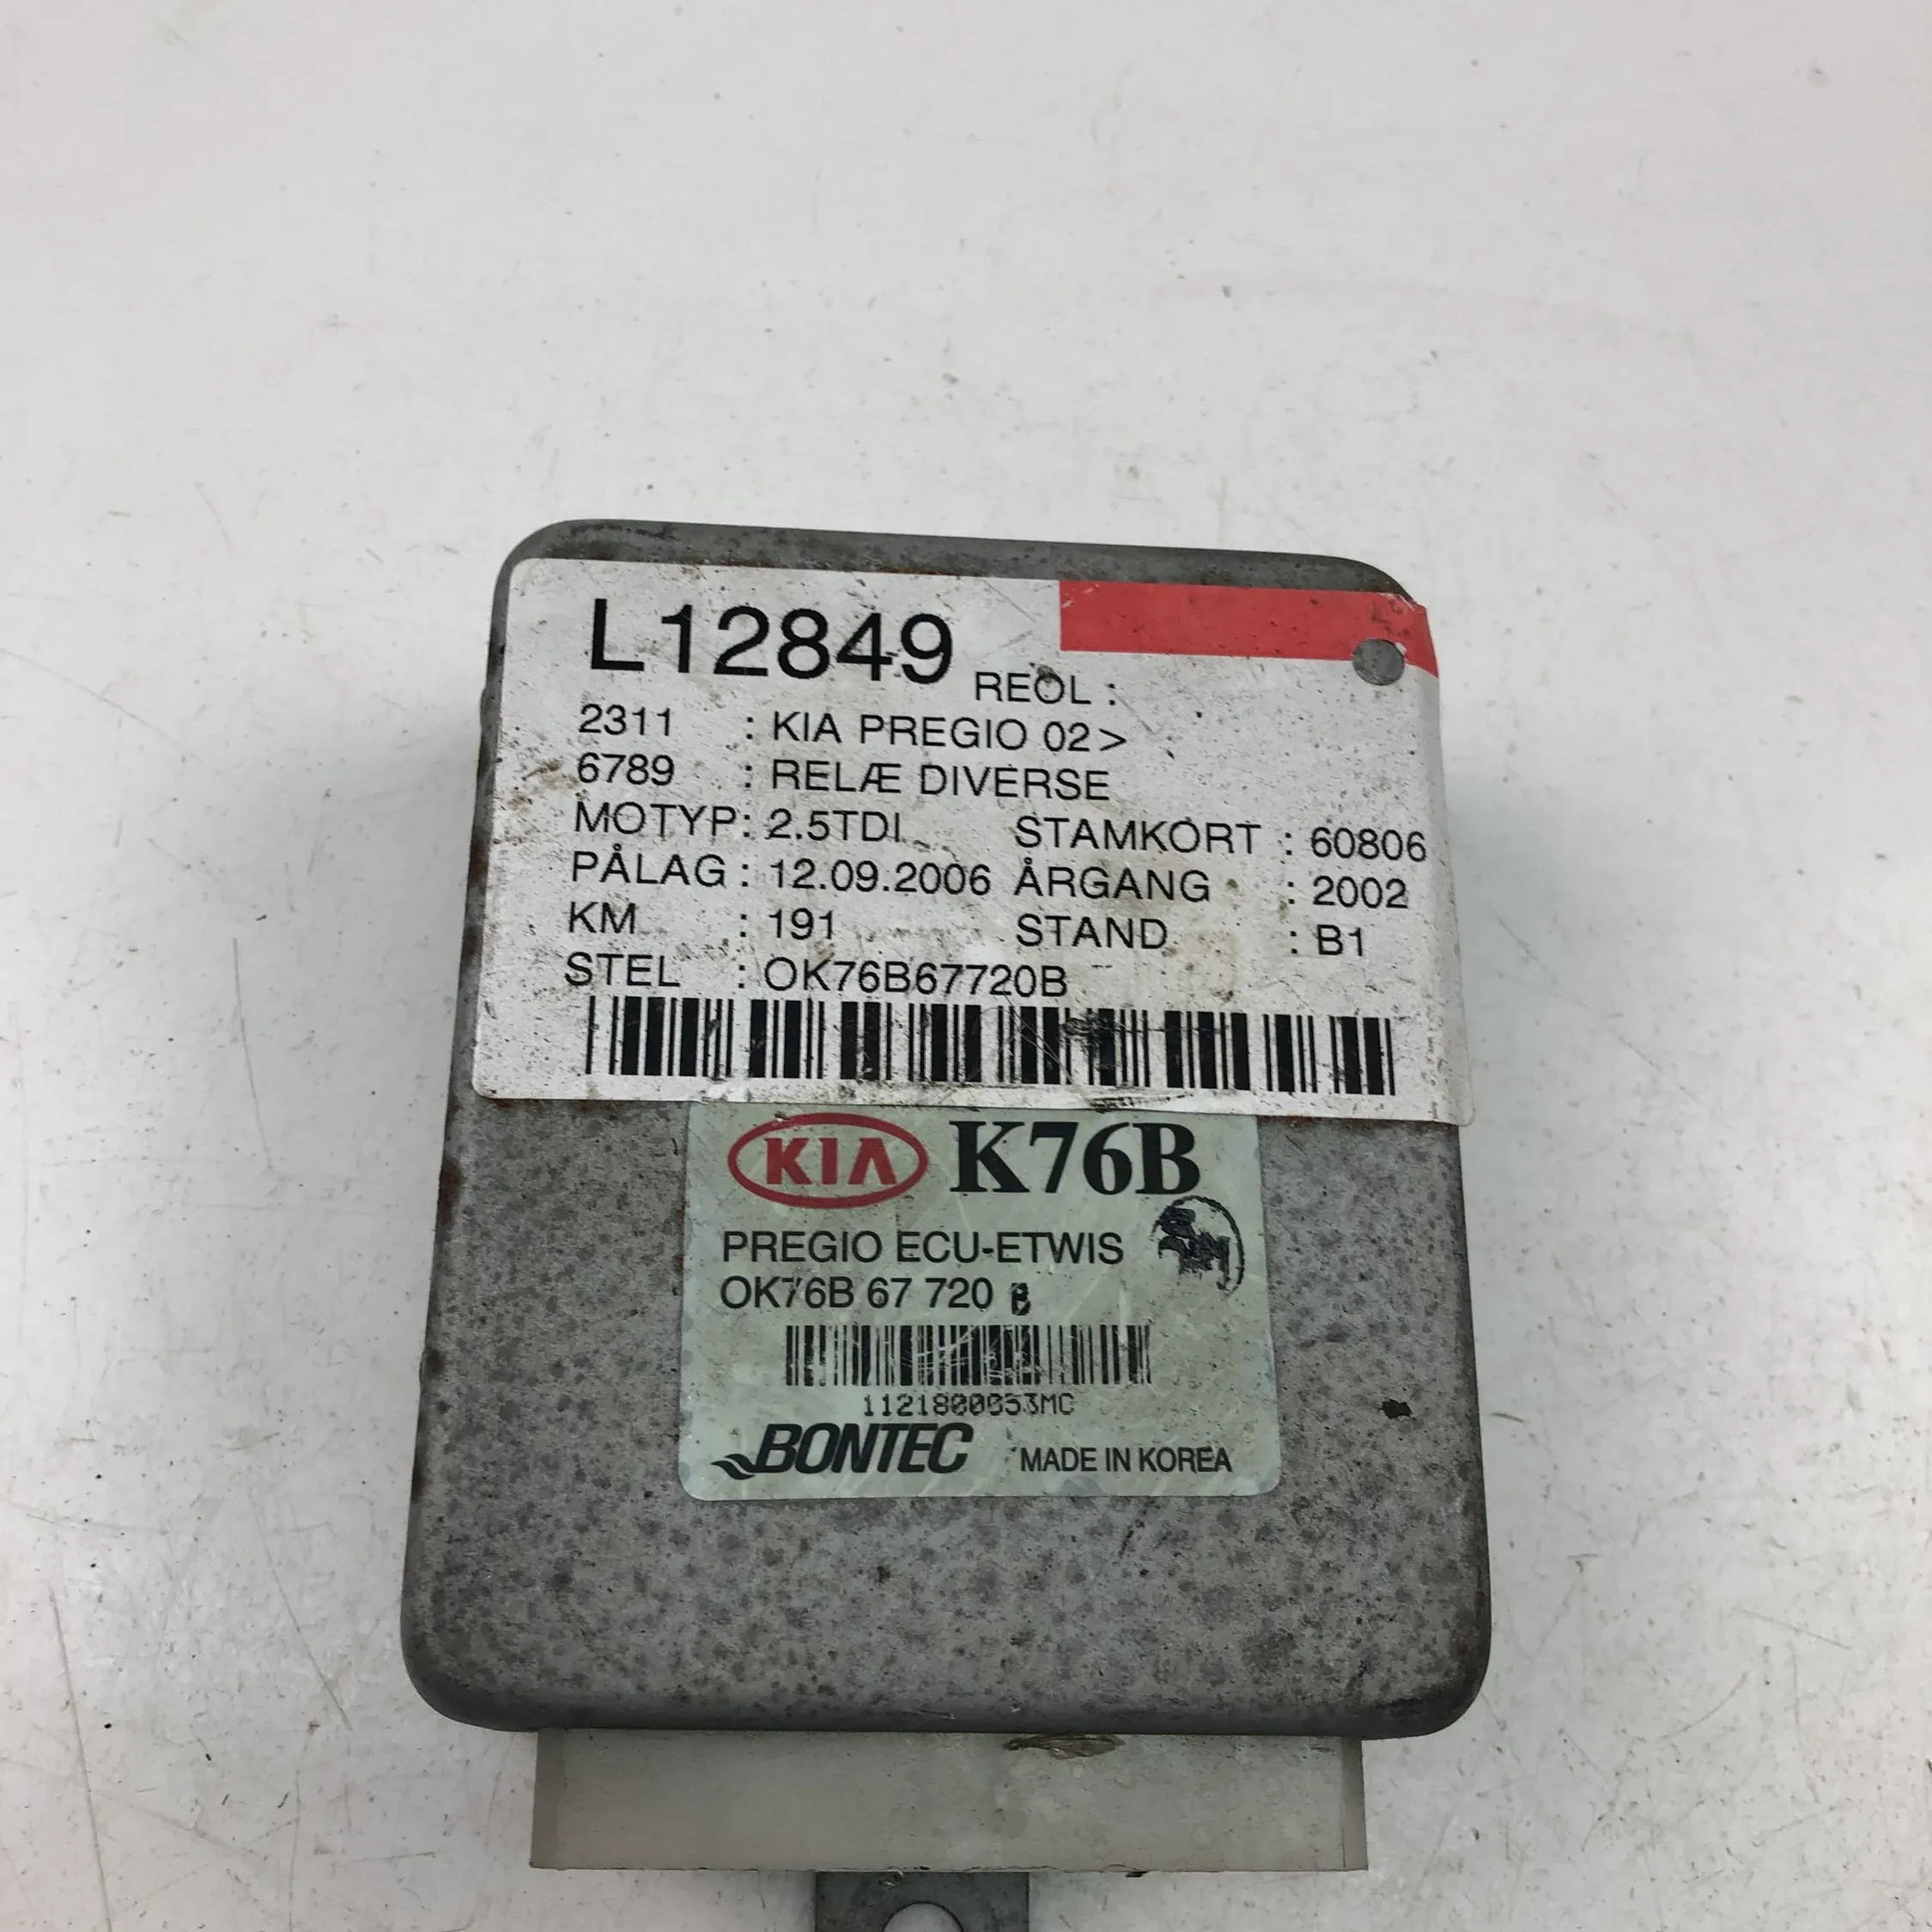 L12849 REOL :
2311 : KIA PREGIO 02>
6789 : RELÆ DIVERSE
MOTYP : 2.5TDI STAMKORT : 60806
PÅLAG : 12.09.2006 ÅRGANG : 2002
KM : 191 STAND : B1
STEL : OK76B67720B
KIA K76B
PREGIO ECU-ETWIS
OK76B 67 720 B
BONTEC MADE IN KOREA